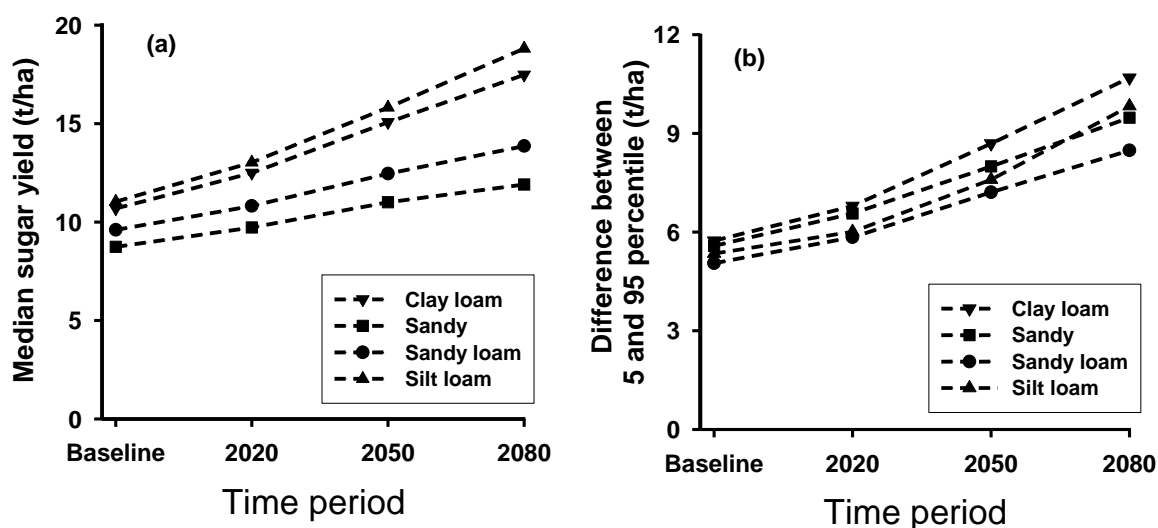 (a)
Median sugar yield (t/ha)
20
15
10
5
0
Clay loam
Sandy
Sandy loam
Silt loam
Baseline 2020 2050 2080
Time period
(b)
Difference between
5 and 95 percentile (t/ha)
12
9
6
3
0
Clay loam
Sandy
Sandy loam
Silt loam
Baseline 2020 2050 2080
Time period